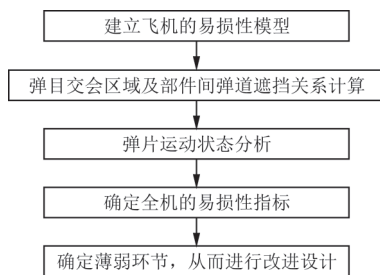 建立飞机的易损性模型
弹目交会区域及部件间弹道遮挡关系计算
弹片运动状态分析
确定全机的易损性指标
确定薄弱环节，从而进行改进设计